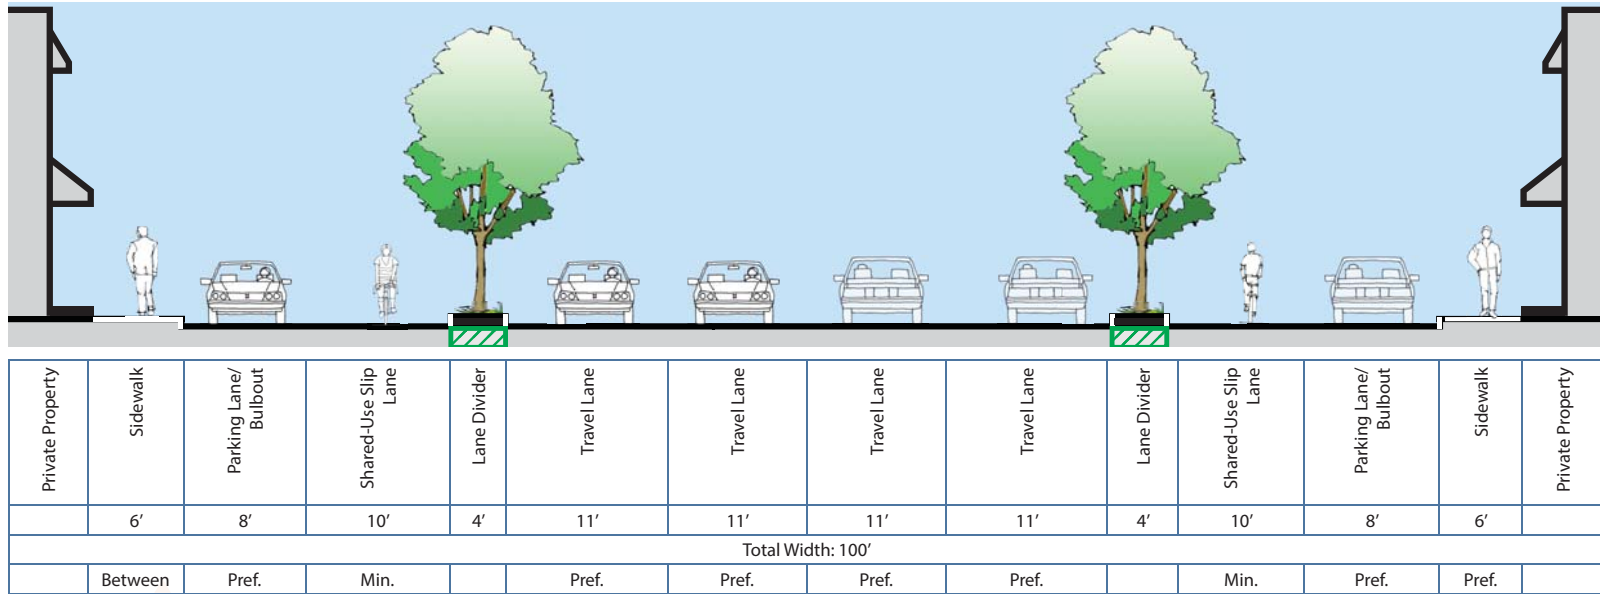 Private Property
Sidewalk
Parking Lane/
Bulbout
Shared-Use Slip
Lane
Lane Divider
Travel Lane
Travel Lane
Travel Lane
Travel Lane
Lane Divider
Shared-Use Slip
Lane
Parking Lane/
Bulbout
Sidewalk
Private Property
6’ 8’ 10’ 4’ 11’ 11’ 11’ 11’ 4’ 10’ 8’ 6’
Total Width: 100’
Between Pref. Min. Pref. Pref. Pref. Pref. Min. Pref. Pref.